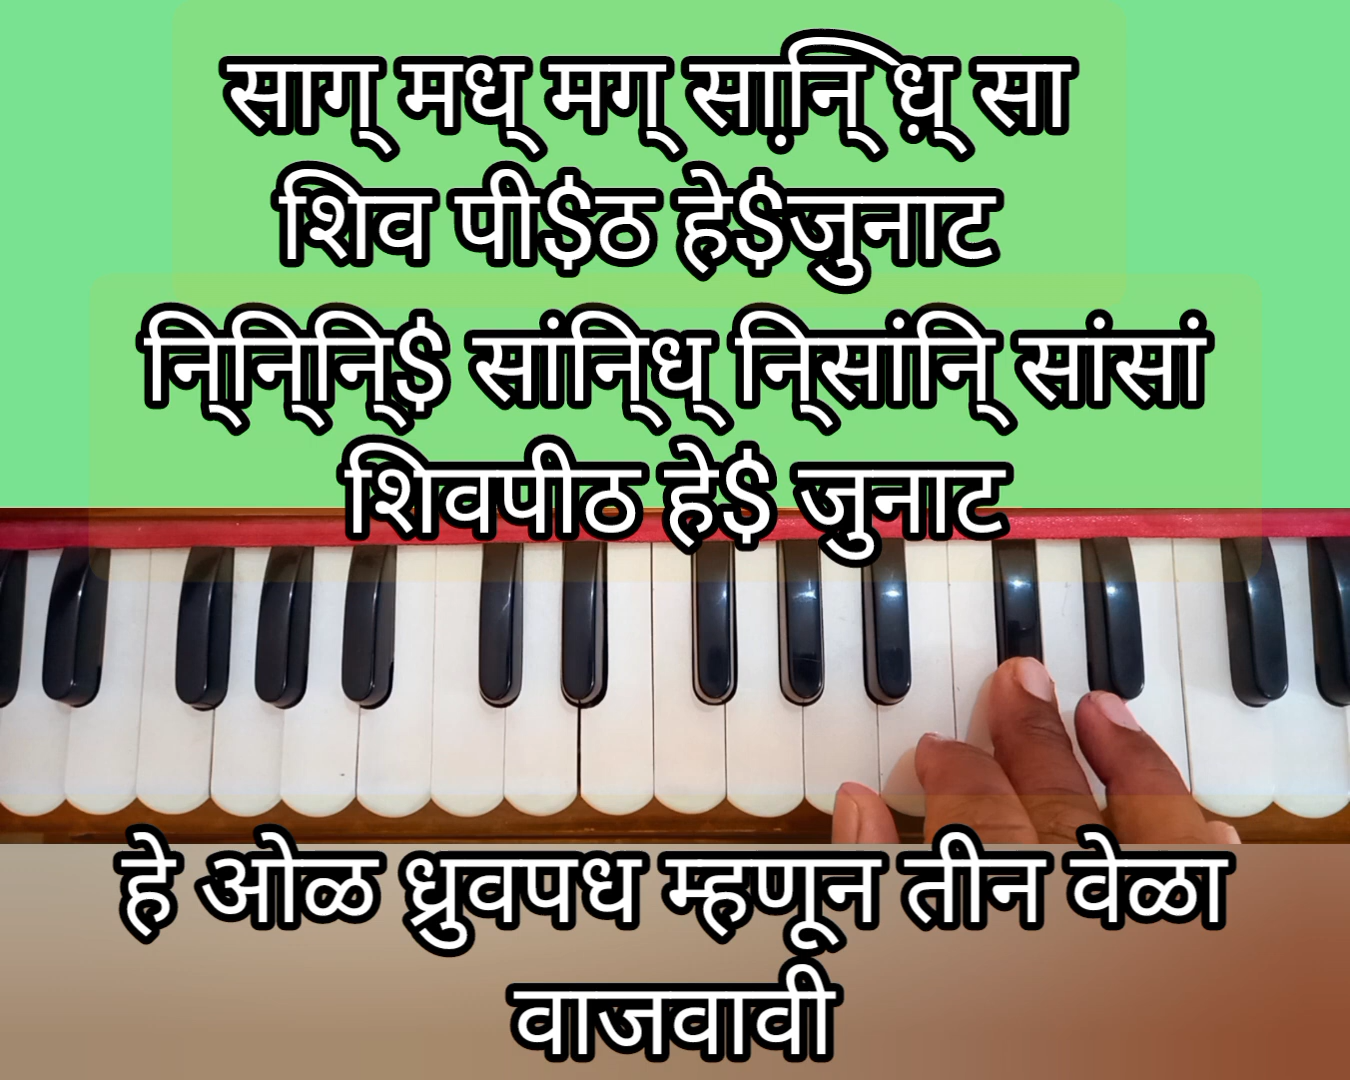 साग् मध् मग् सा़नि् ध़् सा
शिव पी$ठ हे$जुनाट
नि्नि्नि्$ सांनि्ध् नि्सांनि् सांसां
शिवपीठ हे$ जुनाट
हे ओळ ध्रुवपध म्हणून तीन वेळा
वाजवावी